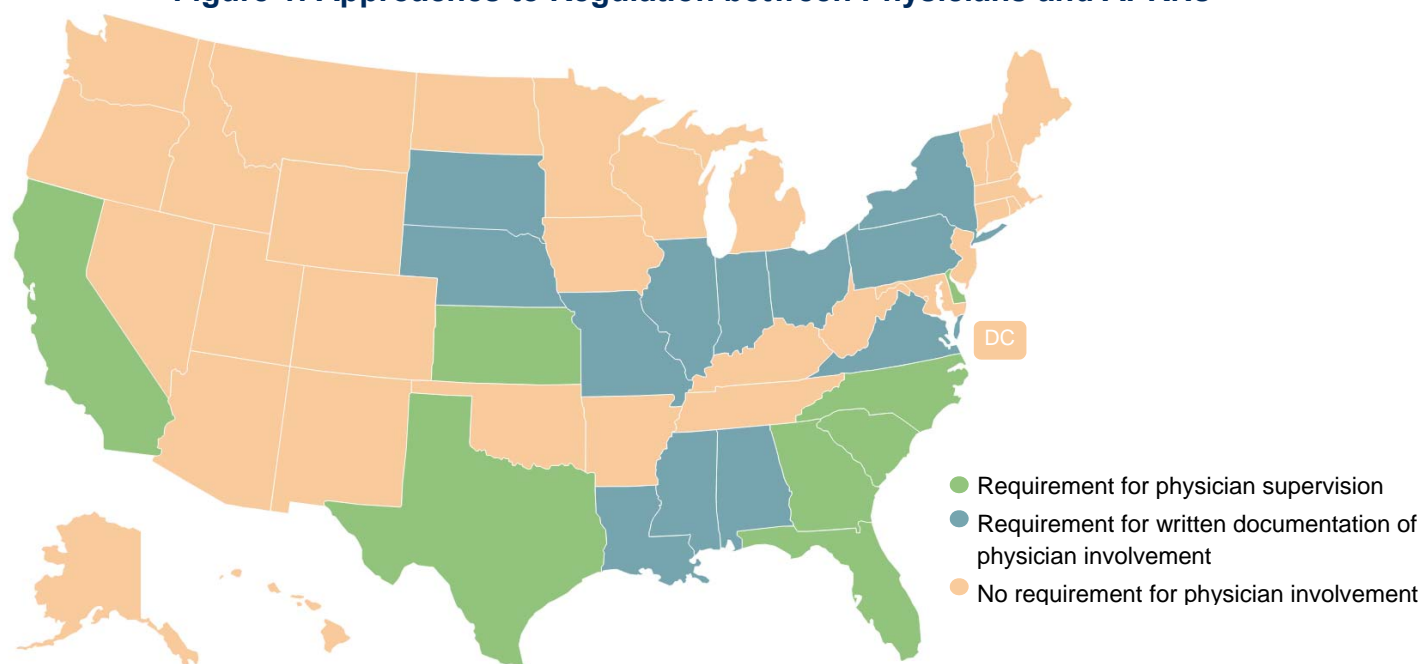 DC
Requirement for physician supervision
Requirement for written documentation of
physician involvement
No requirement for physician involvement